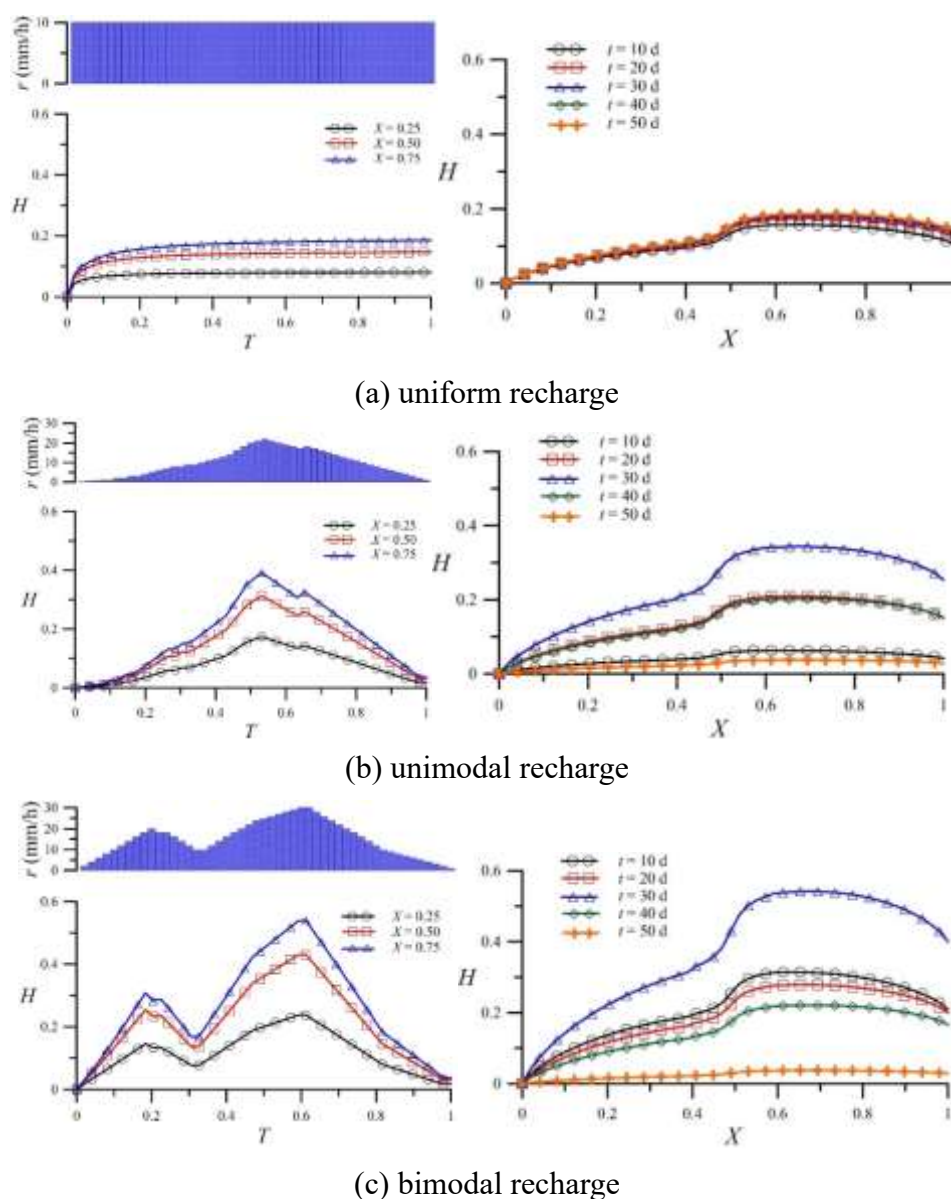 r (mm/h)
10
0
0.6
0.4
H
0.2
0
0 0.2 0.4 0.6 0.8 1
T
X = 0.25
X = 0.50
X = 0.75
t = 10 d
t = 20 d
t = 30 d
t = 40 d
t = 50 d
0.6
0.4
H
0.2
0
0 0.2 0.4 0.6 0.8
X
(a) uniform recharge
r (mm/h)
30
20
10
0
0.6
0.4
H
0.2
0
0 0.2 0.4 0.6 0.8 1
T
X = 0.25
X = 0.50
X = 0.75
t = 10 d
t = 20 d
t = 30 d
t = 40 d
t = 50 d
0.6
0.4
H
0.2
0
0 0.2 0.4 0.6 0.8 1
X
(b) unimodal recharge
r (mm/h)
30
20
10
0
0.6
0.4
H
0.2
0
0 0.2 0.4 0.6 0.8 1
T
X = 0.25
X = 0.50
X = 0.75
t = 10 d
t = 20 d
t = 30 d
t = 40 d
t = 50 d
0.6
0.4
H
0.2
0
0 0.2 0.4 0.6 0.8 1
X
(c) bimodal recharge